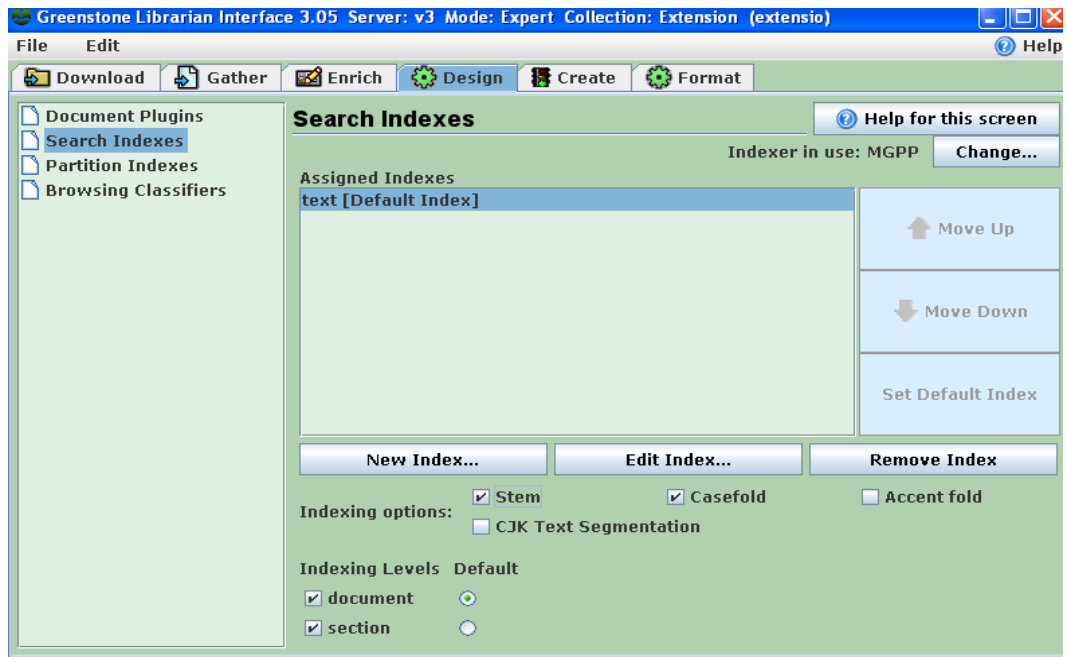 Greenstone Librarian Interface 3.05 Server: v3 Mode: Expert Collection: Extension (extensio)
File Edit Help
Download Gather Enrich Design Create Format
Document Plugins
Search Indexes
Partition Indexes
Browsing Classifiers
Search Indexes
Help for this screen
Indexer in use: MGPP Change...
Assigned Indexes
text [Default Index]
Move Up
Move Down
Set Default Index
New Index... Edit Index... Remove Index
Indexing options:
Stem Casefold Accent fold
CJK Text Segmentation
Indexing Levels Default
document
section